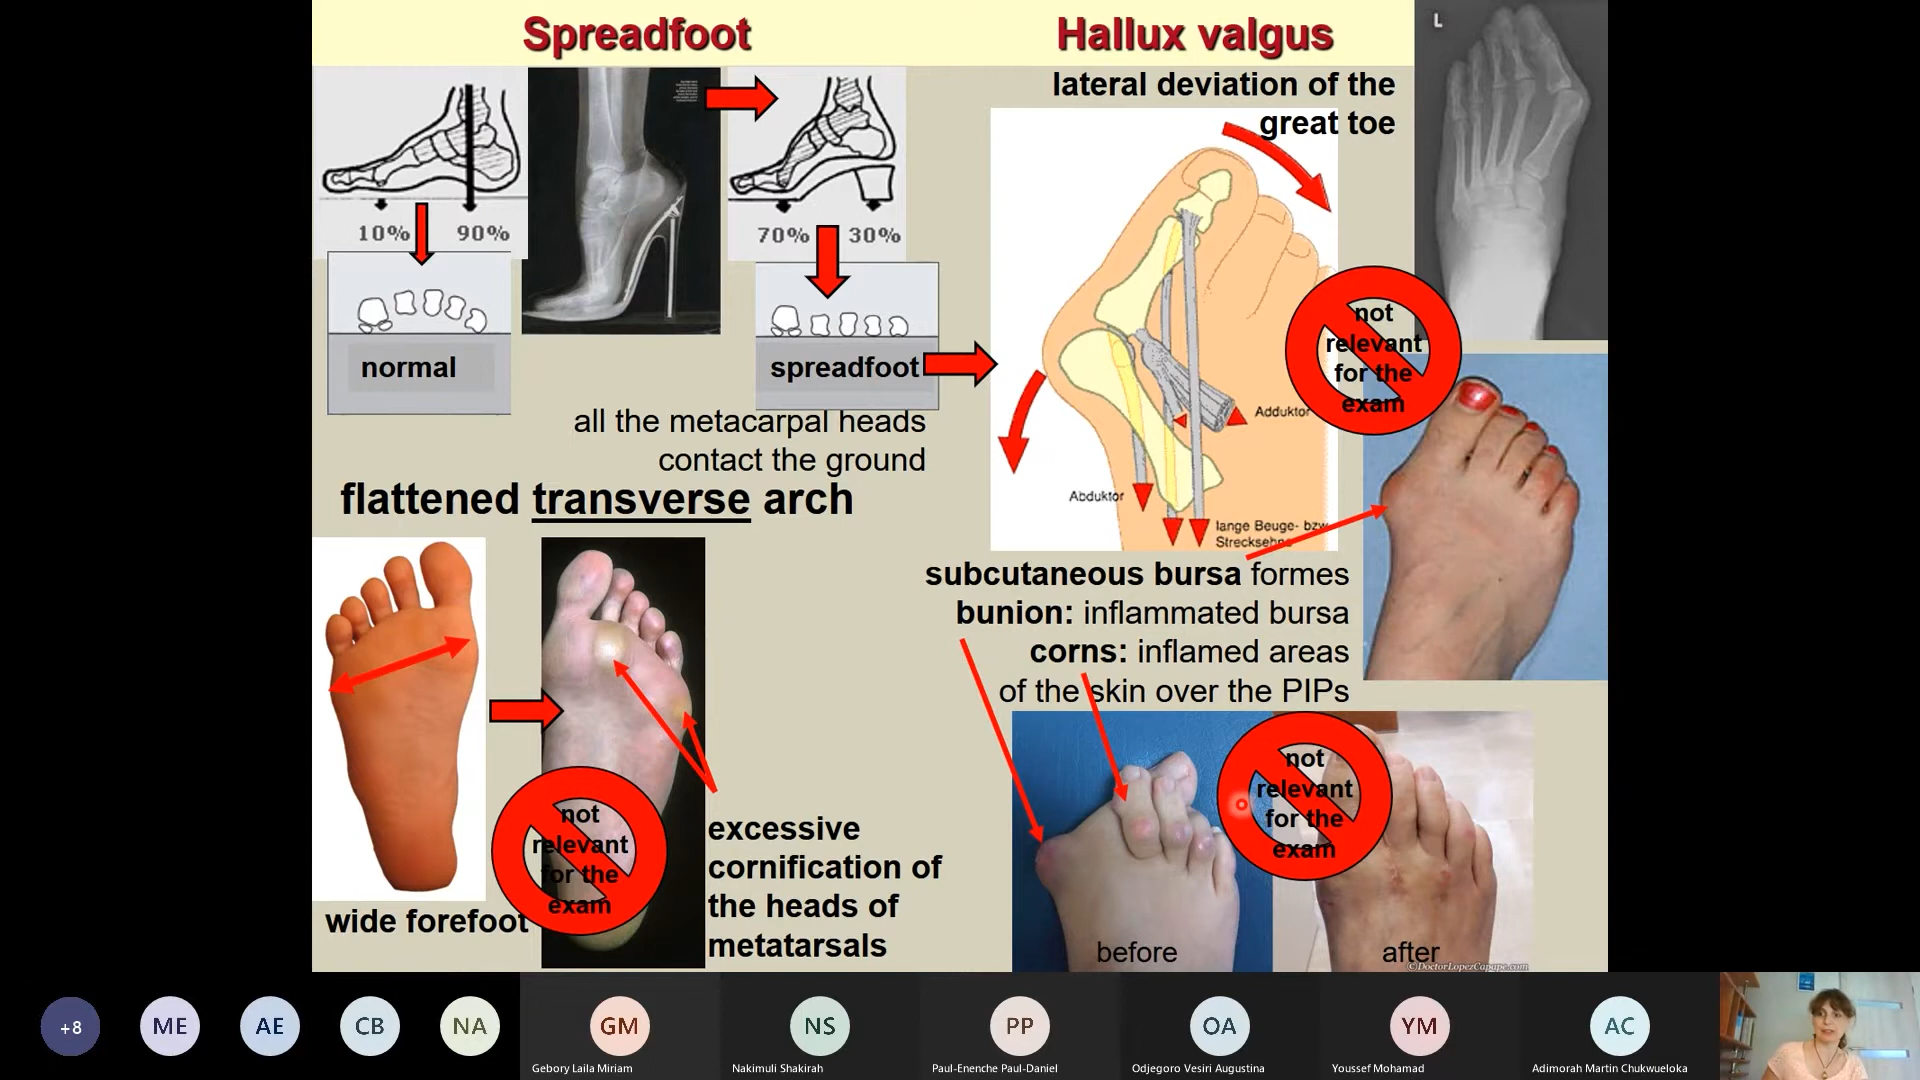 Spreadfoot
Hallux valgus
L
lateral deviation of the
great toe
10%
90%
70%
30%
normal
spreadfoot
all the metacarpal heads
contact the ground
flattened transverse arch
Adduktor
Abduktor
lange Beuge- bzw
Strecksehne
not
relevant
for the
exam
subcutaneous bursa formes
bunion: inflammated bursa
corns: inflamed areas
of the skin over the PIPs
wide forefoot
not
relevant
for the
exam
excessive
cornification of
the heads of
metatarsals
not
relevant
for the
exam
before
after
©DoctorLopezCapape.com
+8
ME
AE
CB
NA
GM
NS
PP
OA
YM
AC
Gebory Laila Miriam
Nakimuli Shakirah
Paul-Enenche Paul-Daniel
Odjegoro Vesiri Augustina
Youssef Mohamad
Adimorah Martin Chukwueloka